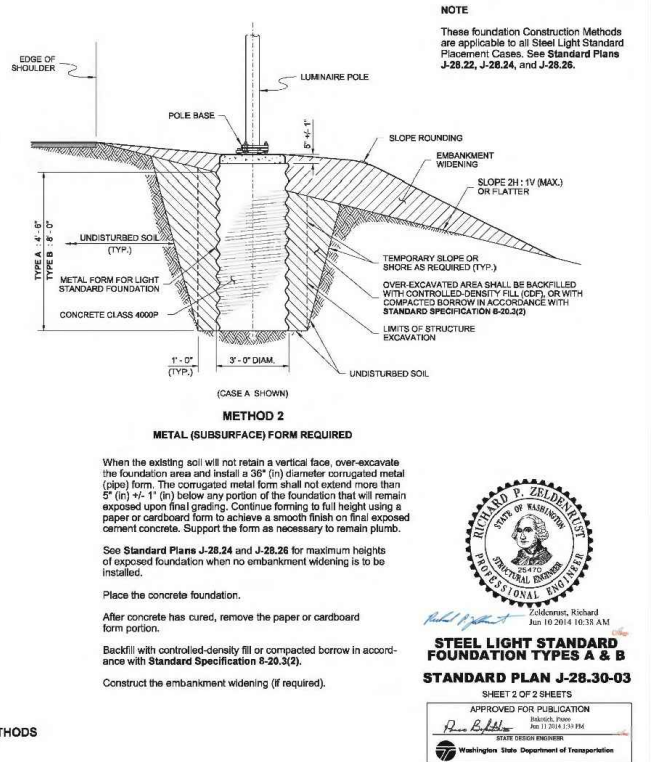 NOTE
These foundation Construction Methods
are applicable to all Steel Light Standard
Placement Cases. See Standard Plans
J-28.22, J-28.24, and J-28.26.
EDGE OF
SHOULDER
LUMINAIRE POLE
POLE BASE
5" +/- 1"
SLOPE ROUNDING
EMBANKMENT
WIDENING
SLOPE 2H : 1V (MAX.)
OR FLATTER
TYPE A : 4' - 6"
TYPE B : 8' - 0"
UNDISTURBED SOIL
(TYP.)
METAL FORM FOR LIGHT
STANDARD FOUNDATION
CONCRETE CLASS 4000P
TEMPORARY SLOPE OR
SHORE AS REQUIRED (TYP.)
OVER-EXCAVATED AREA SHALL BE BACKFILLED
WITH CONTROLLED-DENSITY FILL (CDF), OR WITH
COMPACTED BORROW IN ACCORDANCE WITH
STANDARD SPECIFICATION 8-20.3(2)
LIMITS OF STRUCTURE
EXCAVATION
1' - 0"
(TYP.)
3' - 0" DIAM.
UNDISTURBED SOIL
(CASE A SHOWN)
METHOD 2
METAL (SUBSURFACE) FORM REQUIRED
When the existing soil will not retain a vertical face, over-excavate
the foundation area and install a 36" (in) diameter corrugated metal
(pipe) form. The corrugated metal form shall not extend more than
5" (in) +/- 1" (in) below any portion of the foundation that will remain
exposed upon final grading. Continue forming to full height using a
paper or cardboard form to achieve a smooth finish on final exposed
cement concrete. Support the form as necessary to remain plumb.
See Standard Plans J-28.24 and J-28.26 for maximum heights
of exposed foundation when no embankment widening is to be
installed.
Place the concrete foundation.
After concrete has cured, remove the paper or cardboard
form portion.
Backfill with controlled-density fill or compacted borrow in accord-
ance with Standard Specification 8-20.3(2).
Construct the embankment widening (if required).
RICHARD P. ZELDENRUST
STATE OF WASHINGTON
25470
STRUCTURAL ENGINEER
PROFESSIONAL ENGINEER
Zeldenrust, Richard
Jun 10 2014 10:38 AM
STEEL LIGHT STANDARD
FOUNDATION TYPES A & B
STANDARD PLAN J-28.30-03
SHEET 2 OF 2 SHEETS
APPROVED FOR PUBLICATION
Bakotich, Pasco
Jun 11 2014 1:33 PM
STATE DESIGN ENGINEER
Washington State Department of Transportation
THODS